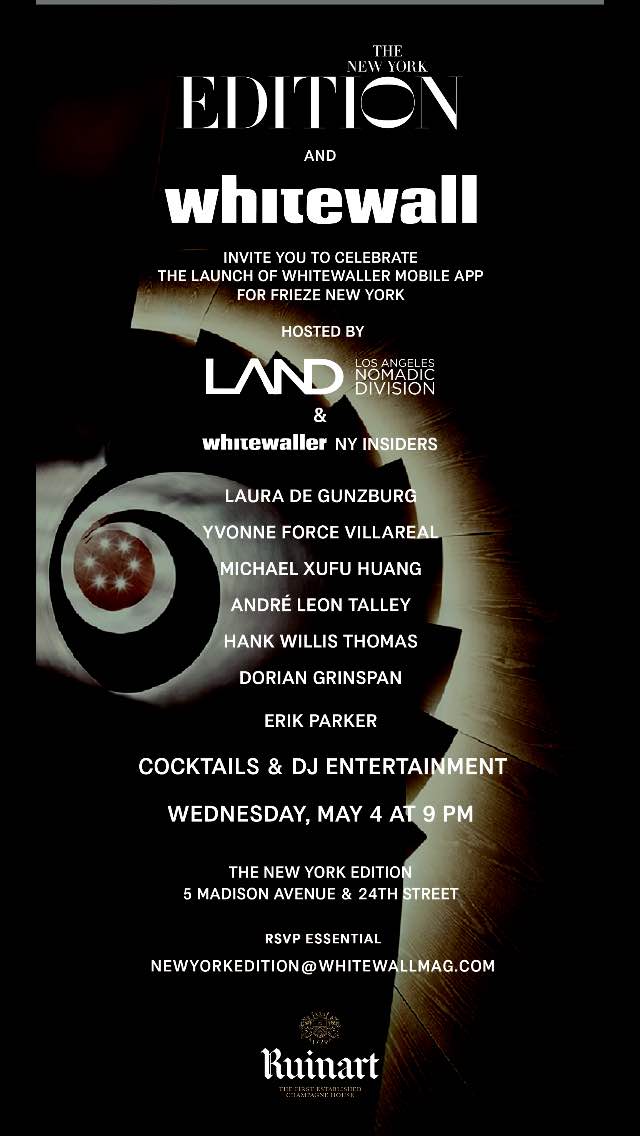 THE
NEW YORK
EDITION
AND
whitewall
INVITE YOU TO CELEBRATE
THE LAUNCH OF WHITEWALLER MOBILE APP
FOR FRIEZE NEW YORK
HOSTED BY
LAND LOS ANGELES
NOMADIC
DIVISION
&
whitewaller NY INSIDERS
LAURA DE GUNZBURG
YVONNE FORCE VILLAREAL
MICHAEL XUFU HUANG
ANDRÉ LEON TALLEY
HANK WILLIS THOMAS
DORIAN GRINSPAN
ERIK PARKER
COCKTAILS & DJ ENTERTAINMENT
WEDNESDAY, MAY 4 AT 9 PM
THE NEW YORK EDITION
5 MADISON AVENUE & 24TH STREET
RSVP ESSENTIAL
NEWYORKEDITION@WHITEWALLMAG.COM
1729
Ruinart
THE FIRST ESTABLISHED
CHAMPAGNE HOUSE